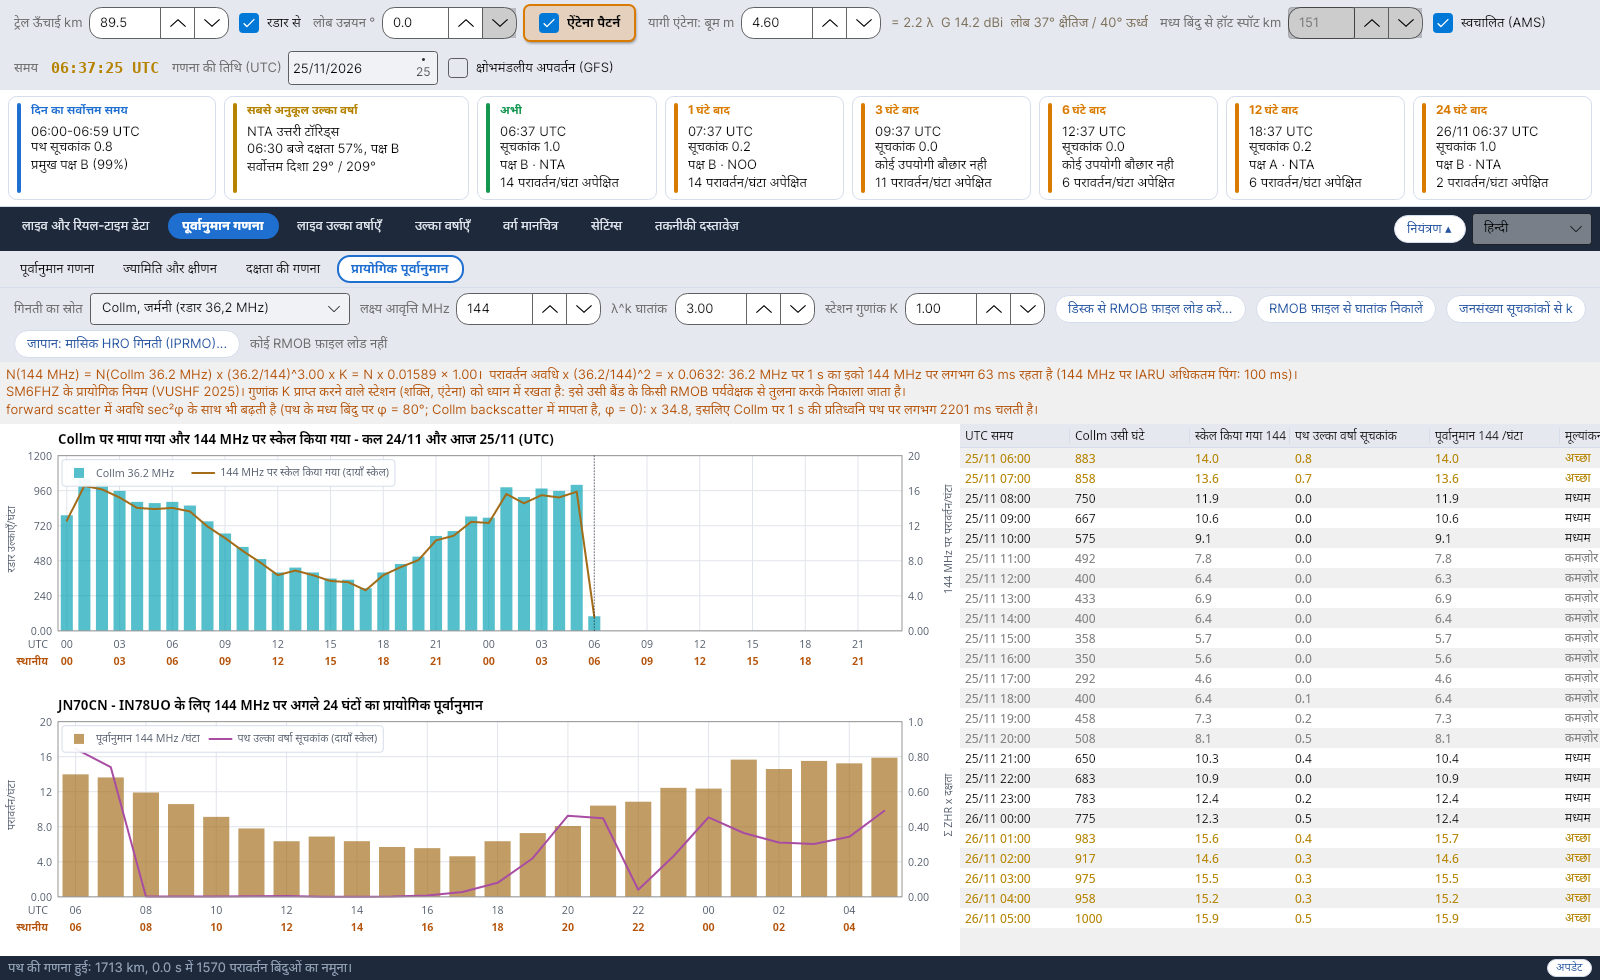 ट्रेल ऊँचाई km 89.5 रडार से लोब उन्नयन ° 0.0 ऐंटेना पैटर्न यागी एंटेना: बूम m 4.60 = 2.2 λ G 14.2 dBi लोब 37° क्षैतिज / 40° ऊर्ध्व मध्य बिंदु से हॉट स्पॉट km 151 स्वचालित (AMS)
समय 06:37:25 UTC गणना की तिथि (UTC) 25/11/2026 25 क्षोभमंडलीय अपवर्तन (GFS)
दिन का सर्वोत्तम समय
06:00-06:59 UTC
पथ सूचकांक 0.8
प्रमुख पक्ष B (99%)
सबसे अनुकूल उल्का वर्षा
NTA उत्तरी टॉरिड्स
06:30 बजे दक्षता 57%, पक्ष B
सर्वोत्तम दिशा 29° / 209°
अभी
06:37 UTC
सूचकांक 1.0
पक्ष B · NTA
14 परावर्तन/घंटा अपेक्षित
1 घंटे बाद
07:37 UTC
सूचकांक 0.2
पक्ष B · NOO
14 परावर्तन/घंटा अपेक्षित
3 घंटे बाद
09:37 UTC
सूचकांक 0.0
कोई उपयोगी बौछार नहीं
11 परावर्तन/घंटा अपेक्षित
6 घंटे बाद
12:37 UTC
सूचकांक 0.0
कोई उपयोगी बौछार नहीं
6 परावर्तन/घंटा अपेक्षित
12 घंटे बाद
18:37 UTC
सूचकांक 0.2
पक्ष A · NTA
6 परावर्तन/घंटा अपेक्षित
24 घंटे बाद
26/11 06:37 UTC
सूचकांक 1.0
पक्ष B · NTA
2 परावर्तन/घंटा अपेक्षित
लाइव और रियल-टाइम डेटा पूर्वानुमान गणना लाइव उल्का वर्षाएँ उल्का वर्षाएँ वर्ग मानचित्र सेटिंग्स तकनीकी दस्तावेज़ नियंत्रण ▴ हिन्दी
पूर्वानुमान गणना ज्यामिति और क्षीणन दक्षता की गणना प्रायोगिक पूर्वानुमान
गिनती का स्रोत Collm, जर्मनी (रडार 36,2 MHz) लक्ष्य आवृत्ति MHz 144 λ^k घातांक 3.00 स्टेशन गुणांक K 1.00 डिस्क से RMOB फ़ाइल लोड करें... RMOB फ़ाइल से घातांक निकालें जनसंख्या सूचकांकों से k
जापान: मासिक HRO गिनती (IPRMO)... कोई RMOB फ़ाइल लोड नहीं
N(144 MHz) = N(Collm 36.2 MHz) x (36.2/144)^3.00 x K = N x 0.01589 × 1.00। परावर्तन अवधि x (36.2/144)^2 = x 0.0632: 36.2 MHz पर 1 s का इको 144 MHz पर लगभग 63 ms रहता है (144 MHz पर IARU अधिकतम पिंग: 100 ms)।
SM6FHZ के प्रायोगिक नियम (VUSHF 2025)। गुणांक K प्राप्त करने वाले स्टेशन (शक्ति, एंटेना) को ध्यान में रखता है: इसे उसी बैंड के किसी RMOB पर्यवेक्षक से तुलना करके निकाला जाता है।
forward scatter में अवधि sec²φ के साथ भी बढ़ती है (पथ के मध्य बिंदु पर φ = 80°; Collm backscatter में मापता है, φ = 0): x 34.8, इसलिए Collm पर 1 s की प्रतिध्वनि पथ पर लगभग 2201 ms चलती है।
Collm पर मापा गया और 144 MHz पर स्केल किया गया - कल 24/11 और आज 25/11 (UTC)
Collm 36.2 MHz 144 MHz पर स्केल किया गया (दायाँ स्केल)
रडार उल्काएँ/घंटा
1200
960
720
480
240
0.00
20
16
12
8.0
4.0
0.00
144 MHz पर परावर्तन/घंटा
UTC 00 03 06 09 12 15 18 21 00 03 06 09 12 15 18 21
स्थानीय 00 03 06 09 12 15 18 21 00 03 06 09 12 15 18 21
JN70CN - IN78UO के लिए 144 MHz पर अगले 24 घंटों का प्रायोगिक पूर्वानुमान
पूर्वानुमान 144 MHz /घंटा पथ उल्का वर्षा सूचकांक (दायाँ स्केल)
परावर्तन/घंटा
20
16
12
8.0
4.0
0.00
1.0
0.80
0.60
0.40
0.20
0.00
Σ ZHR x दक्षता
UTC 06 08 10 12 14 16 18 20 22 00 02 04
स्थानीय 06 08 10 12 14 16 18 20 22 00 02 04
UTC समय Collm उसी घंटे स्केल किया गया 144 पथ उल्का वर्षा सूचकांक पूर्वानुमान 144 /घंटा मूल्यांकन
25/11 06:00 883 14.0 0.8 14.0 अच्छा
25/11 07:00 858 13.6 0.7 13.6 अच्छा
25/11 08:00 750 11.9 0.0 11.9 मध्यम
25/11 09:00 667 10.6 0.0 10.6 मध्यम
25/11 10:00 575 9.1 0.0 9.1 मध्यम
25/11 11:00 492 7.8 0.0 7.8 कमज़ोर
25/11 12:00 400 6.4 0.0 6.3 कमज़ोर
25/11 13:00 433 6.9 0.0 6.9 कमज़ोर
25/11 14:00 400 6.4 0.0 6.4 कमज़ोर
25/11 15:00 358 5.7 0.0 5.7 कमज़ोर
25/11 16:00 350 5.6 0.0 5.6 कमज़ोर
25/11 17:00 292 4.6 0.0 4.6 कमज़ोर
25/11 18:00 400 6.4 0.1 6.4 कमज़ोर
25/11 19:00 458 7.3 0.2 7.3 कमज़ोर
25/11 20:00 508 8.1 0.5 8.1 कमज़ोर
25/11 21:00 650 10.3 0.4 10.4 मध्यम
25/11 22:00 683 10.9 0.0 10.9 मध्यम
25/11 23:00 783 12.4 0.2 12.4 मध्यम
26/11 00:00 775 12.3 0.5 12.4 मध्यम
26/11 01:00 983 15.6 0.4 15.7 अच्छा
26/11 02:00 917 14.6 0.3 14.6 अच्छा
26/11 03:00 975 15.5 0.3 15.5 अच्छा
26/11 04:00 958 15.2 0.3 15.2 अच्छा
26/11 05:00 1000 15.9 0.5 15.9 अच्छा
पथ की गणना हुई: 1713 km, 0.0 s में 1570 परावर्तन बिंदुओं का नमूना। अपडेट